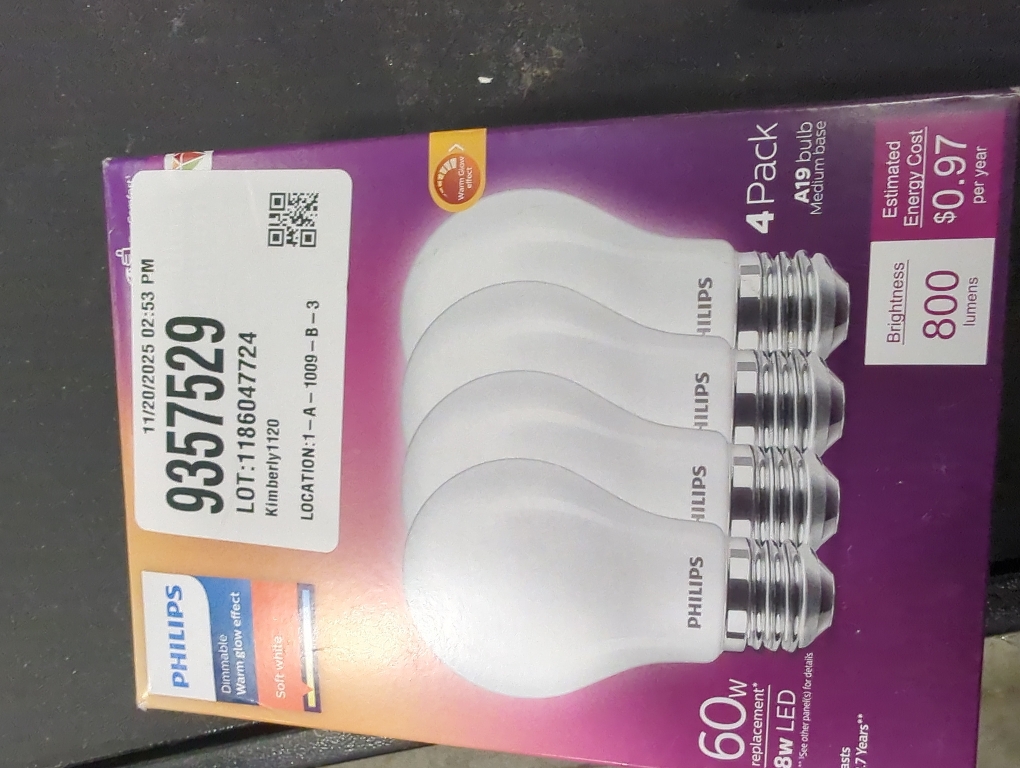 11/20/2025 02:53 PM
9357529
LOT:1186047724
Kimberly1120
LOCATION:1-A-1009-B-3
PHILIPS
Dimmable
Warm glow effect
Soft white
Warm Glow
effect
PHILIPS
PHILIPS
PHILIPS
PHILIPS
4 Pack
A19 bulb
Medium base
60w
replacement*
8w LED
*See other panel(s) for details
Brightness
800
lumens
Estimated
Energy Cost
$0.97
per year